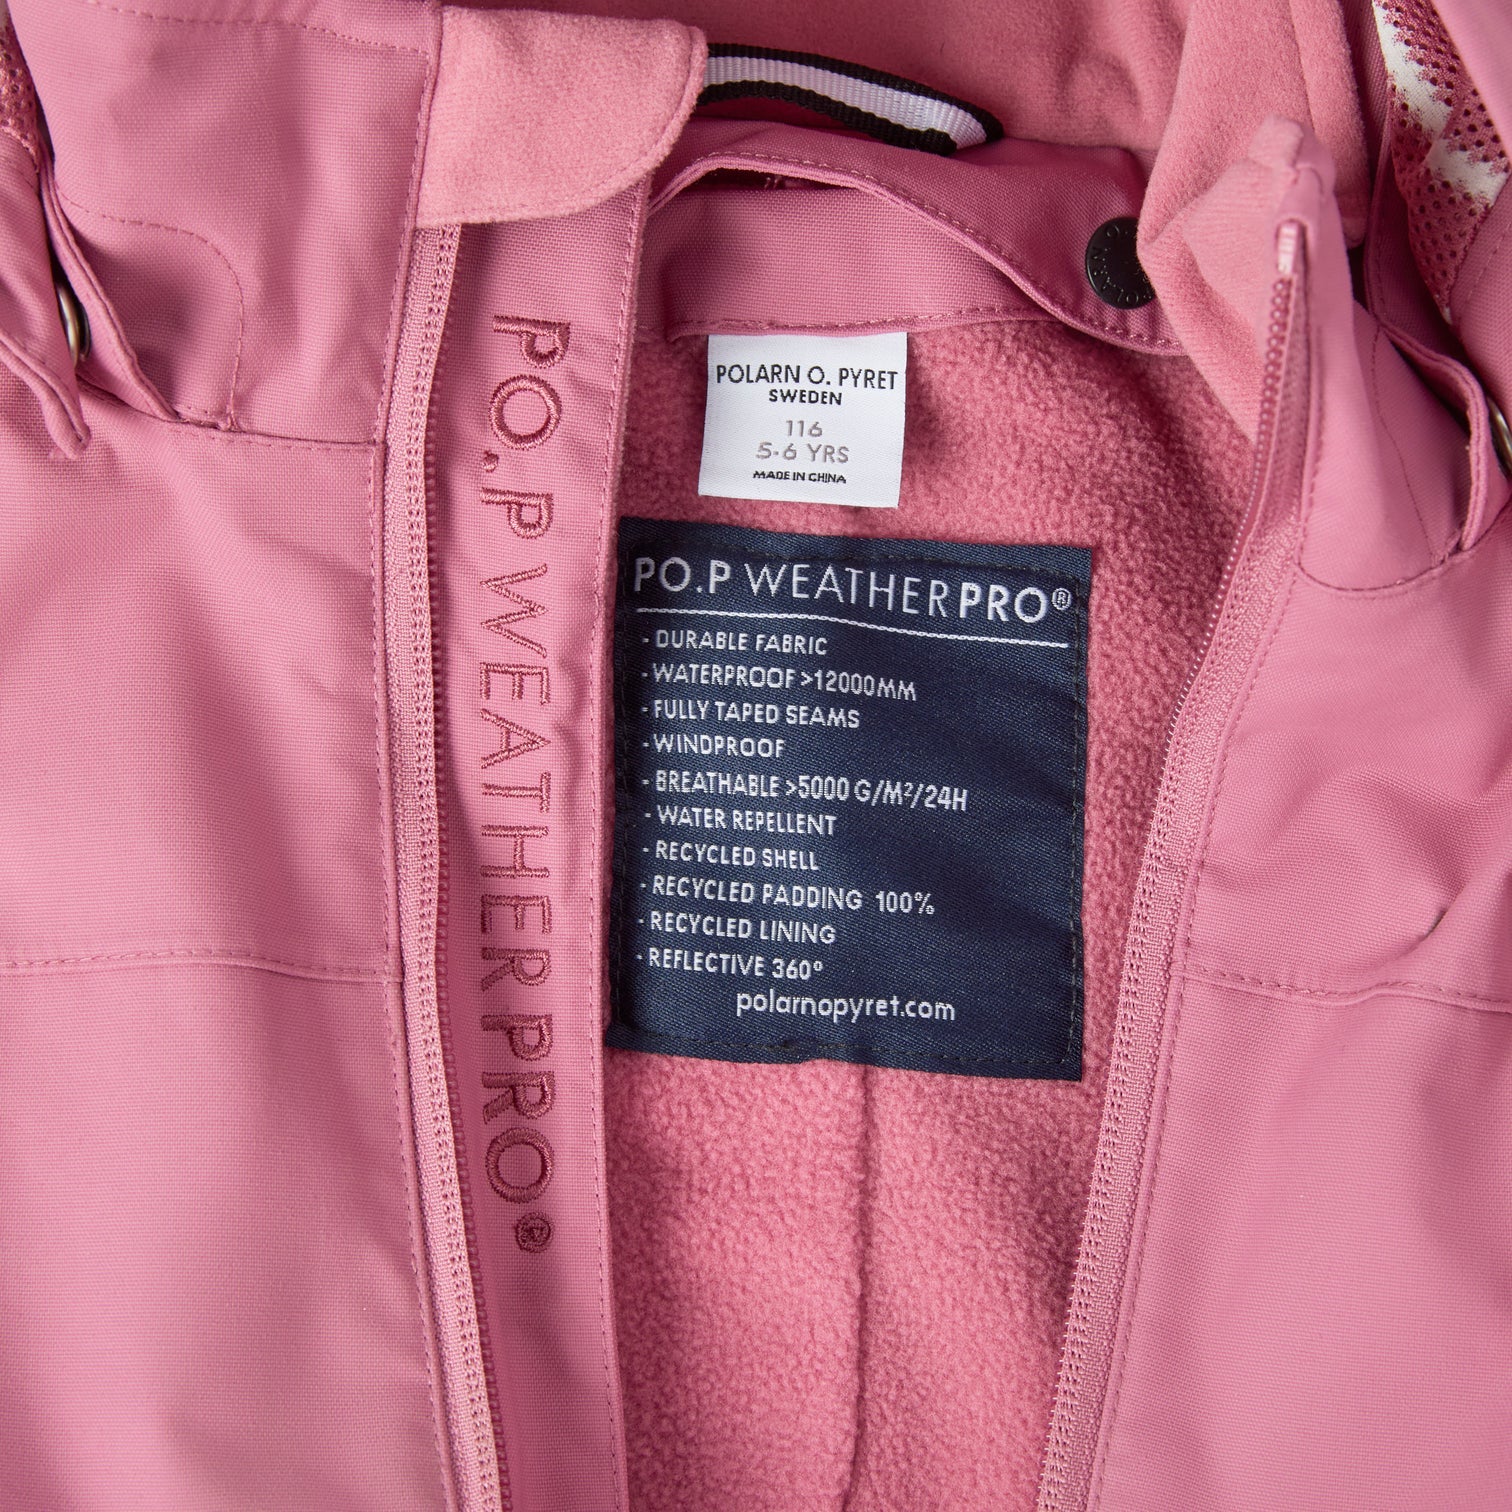 PO.P WEATHERPRO®
POLARN O. PYRET
SWEDEN
116
5-6 YRS
MADE IN CHINA
PO.P WEATHERPRO®
- DURABLE FABRIC
- WATERPROOF >12000MM
- FULLY TAPED SEAMS
- WINDPROOF
- BREATHABLE >5000 G/M²/24H
- WATER REPELLENT
- RECYCLED SHELL
- RECYCLED PADDING 100%
- RECYCLED LINING
- REFLECTIVE 360°
polarnopyret.com